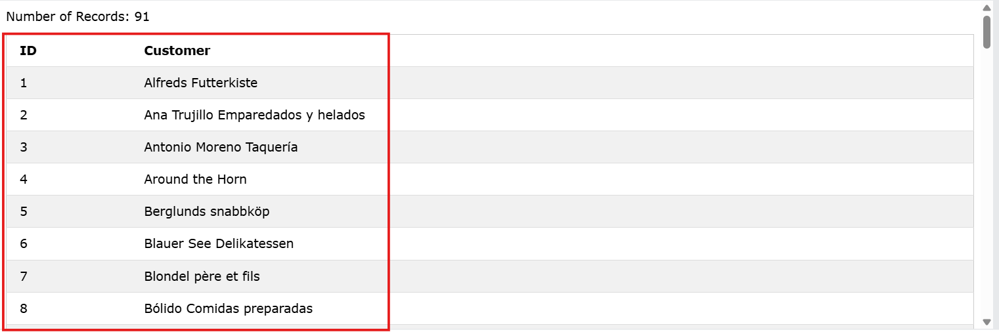 Number of Records: 91
ID Customer
1 Alfreds Futterkiste
2 Ana Trujillo Emparedados y helados
3 Antonio Moreno Taquería
4 Around the Horn
5 Berglunds snabbköp
6 Blauer See Delikatessen
7 Blondel père et fils
8 Bólido Comidas preparadas